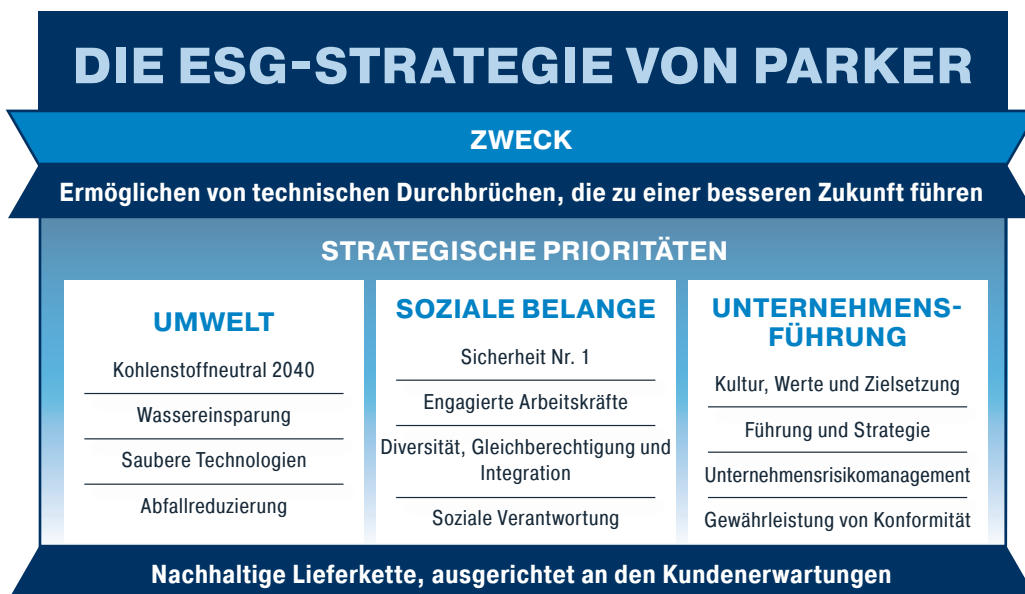 DIE ESG-STRATEGIE VON PARKER
ZWECK
Ermöglichen von technischen Durchbrüchen, die zu einer besseren Zukunft führen
STRATEGISCHE PRIORITÄTEN
UMWELT
Kohlenstoffneutral 2040
Wassereinsparung
Saubere Technologien
Abfallreduzierung
SOZIALE BELANGE
Sicherheit Nr. 1
Engagierte Arbeitskräfte
Diversität, Gleichberechtigung und
Integration
Soziale Verantwortung
UNTERNEHMENS-
FÜHRUNG
Kultur, Werte und Zielsetzung
Führung und Strategie
Unternehmensrisikomanagement
Gewährleistung von Konformität
Nachhaltige Lieferkette, ausgerichtet an den Kundenerwartungen